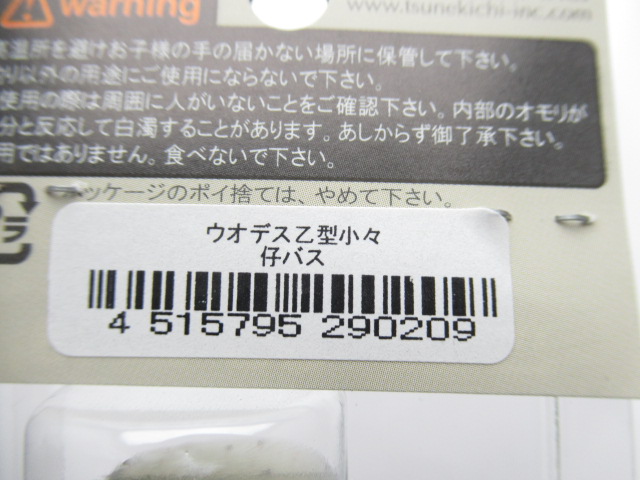 warning
www.tsunekichi-inc.com
温所を避けお子様の手の届かない場所に保管して下さい。
り以外の用途にご使用にならないで下さい。
使用の際は周囲に人がいないことをご確認下さい。内部のオモリが
分と反応して白濁することがあります。あしからず御了承下さい。
用ではありません。食べないで下さい。
ッケージのポイ捨ては、やめて下さい。
プラ
ウオデス乙型小々
仔バス
4 515795 290209